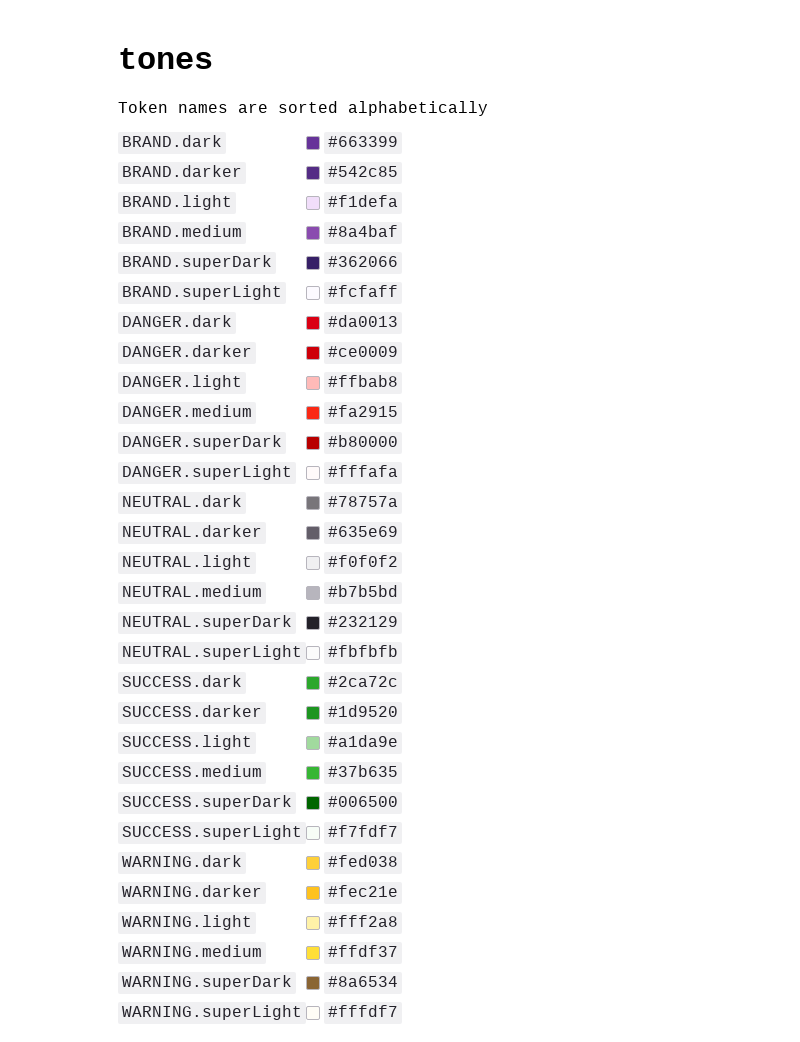 tones
Token names are sorted alphabetically
BRAND.dark #663399
BRAND.darker #542c85
BRAND.light #f1defa
BRAND.medium #8a4baf
BRAND.superDark #362066
BRAND.superLight #fcfaff
DANGER.dark #da0013
DANGER.darker #ce0009
DANGER.light #ffbab8
DANGER.medium #fa2915
DANGER.superDark #b80000
DANGER.superLight #fffafa
NEUTRAL.dark #78757a
NEUTRAL.darker #635e69
NEUTRAL.light #f0f0f2
NEUTRAL.medium #b7b5bd
NEUTRAL.superDark #232129
NEUTRAL.superLight #fbfbfb
SUCCESS.dark #2ca72c
SUCCESS.darker #1d9520
SUCCESS.light #a1da9e
SUCCESS.medium #37b635
SUCCESS.superDark #006500
SUCCESS.superLight #f7fdf7
WARNING.dark #fed038
WARNING.darker #fec21e
WARNING.light #fff2a8
WARNING.medium #ffdf37
WARNING.superDark #8a6534
WARNING.superLight #fffdf7